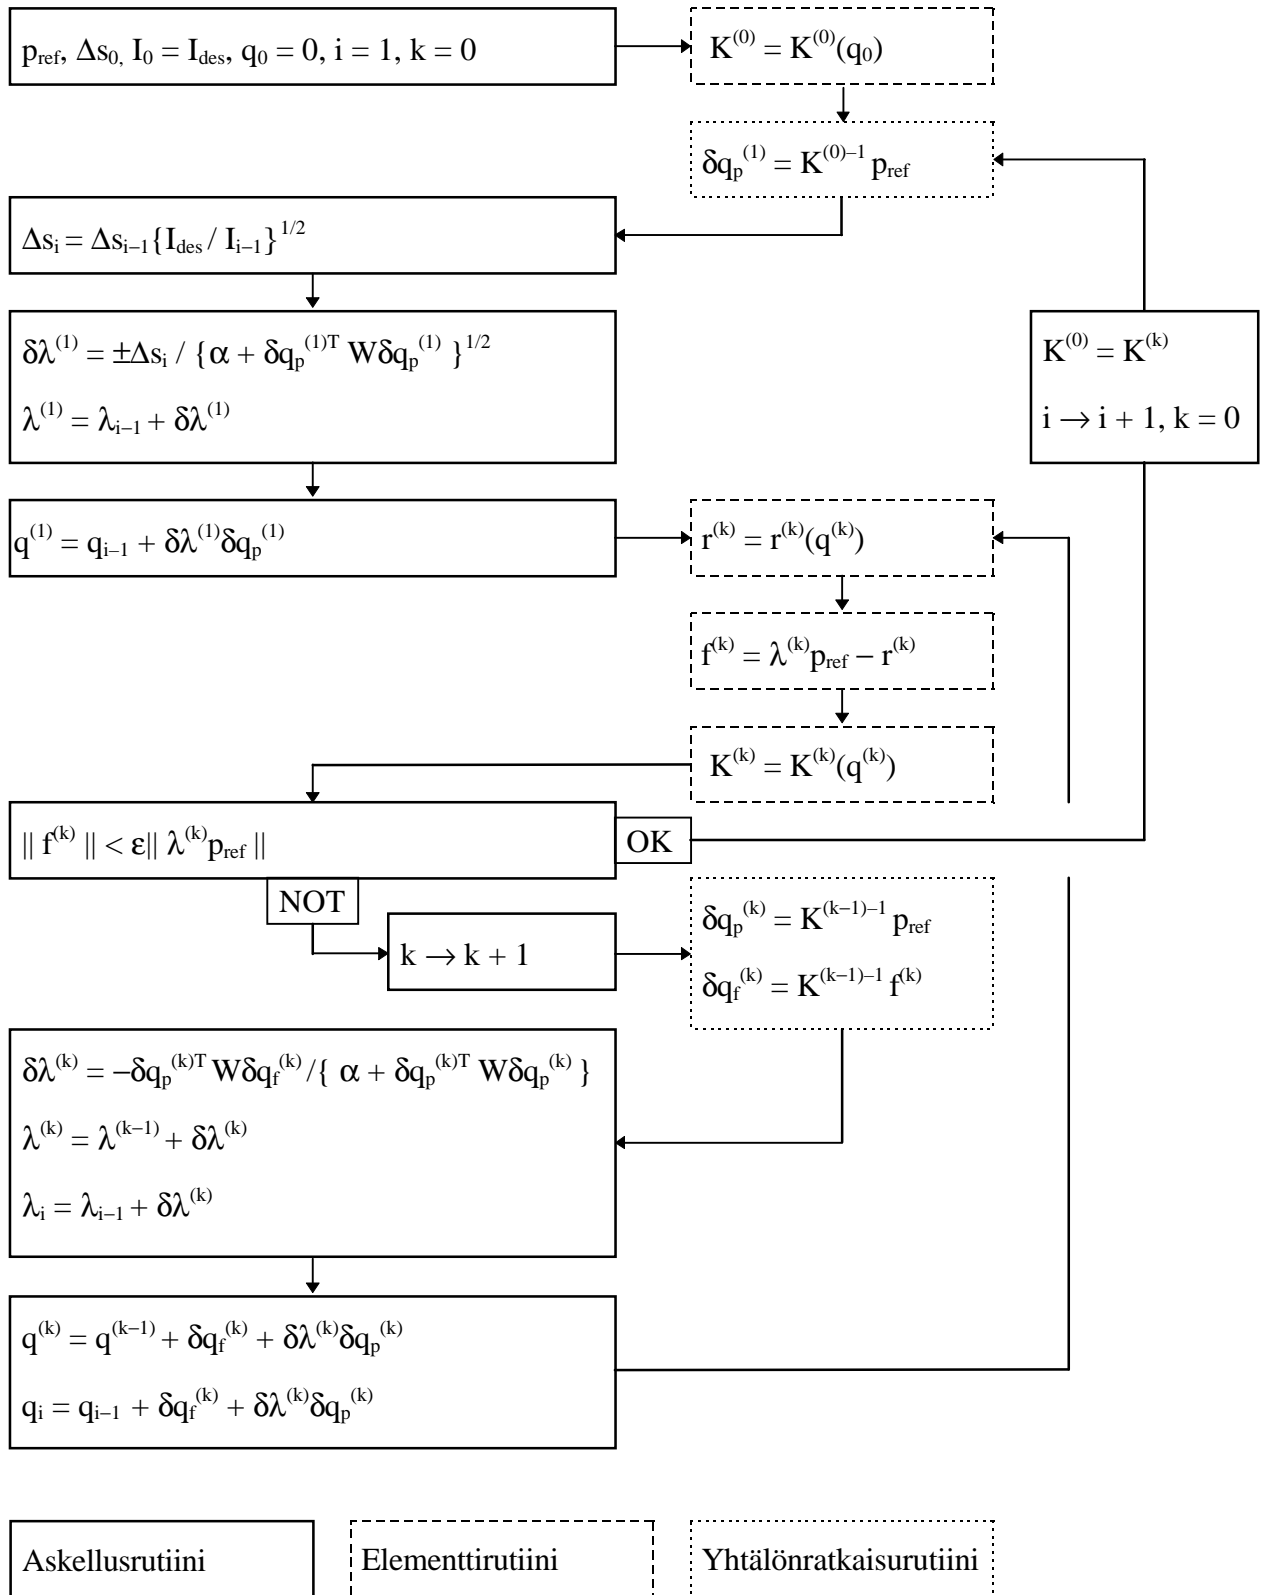 p_ref, Δs_0, I_0 = I_des, q_0 = 0, i = 1, k = 0
K^(0) = K^(0)(q_0)
δq_p^(1) = K^(0)–1 p_ref
Δs_i = Δs_i–1{I_des / I_i–1}^1/2
δλ^(1) = ±Δs_i / {α + δq_p^(1)T Wδq_p^(1) }^1/2
λ^(1) = λ_i–1 + δλ^(1)
K^(0) = K^(k)
i → i + 1, k = 0
q^(1) = q_i–1 + δλ^(1)δq_p^(1)
r^(k) = r^(k)(q^(k))
f^(k) = λ^(k)p_ref – r^(k)
K^(k) = K^(k)(q^(k))
|| f^(k) || < ε|| λ^(k)p_ref ||
OK
NOT
k → k + 1
δq_p^(k) = K^(k–1)–1 p_ref
δq_f^(k) = K^(k–1)–1 f^(k)
δλ^(k) = –δq_p^(k)T Wδq_f^(k) /{ α + δq_p^(k)T Wδq_p^(k) }
λ^(k) = λ^(k–1) + δλ^(k)
λ_i = λ_i–1 + δλ^(k)
q^(k) = q^(k–1) + δq_f^(k) + δλ^(k)δq_p^(k)
q_i = q_i–1 + δq_f^(k) + δλ^(k)δq_p^(k)
Askellusrutiini
Elementtirutiini
Yhtälönratkaisurutiini